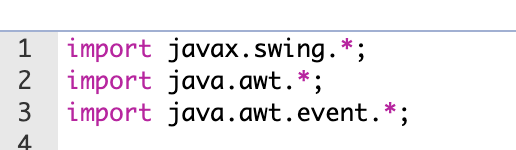 1 import javax.swing.*;
2 import java.awt.*;
3 import java.awt.event.*;
4